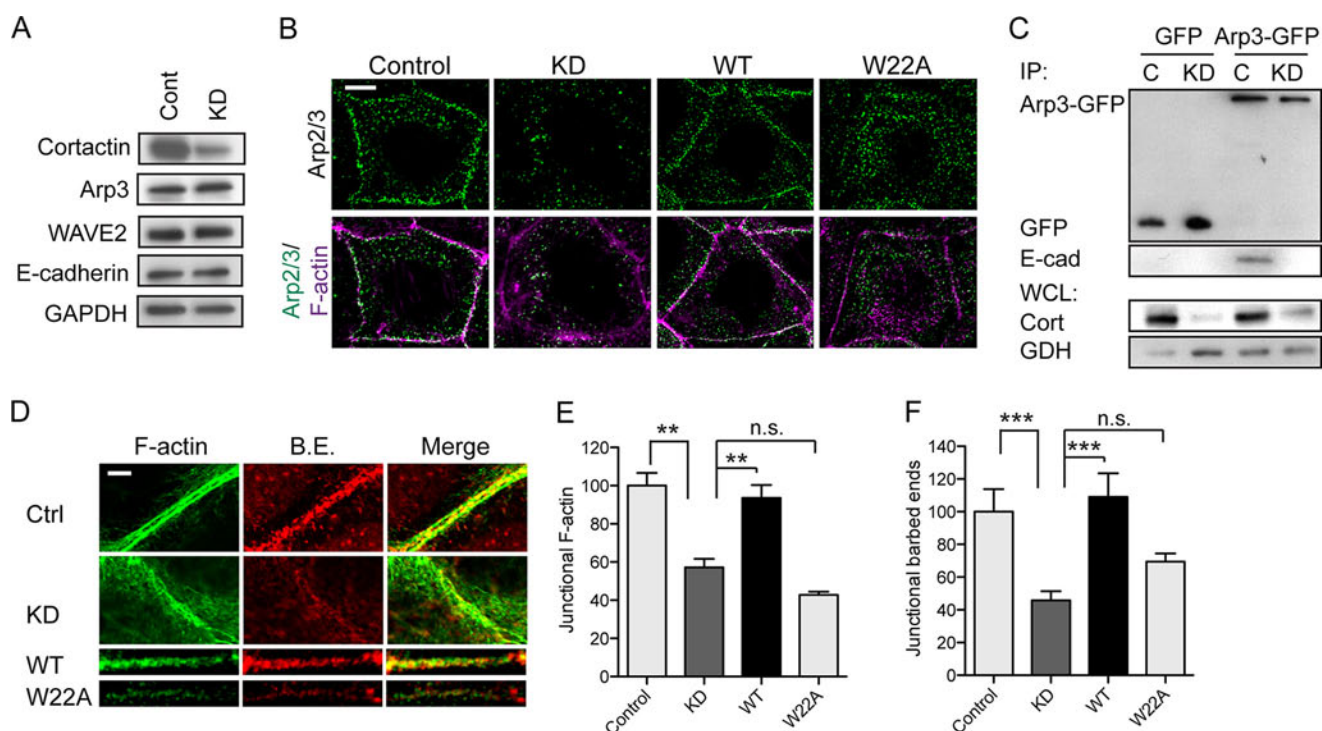 A
Cont
KD
Cortactin
Arp3
WAVE2
E-cadherin
GAPDH
B
Control
KD
WT
W22A
Arp2/3
Arp2/3/
F-actin
C
GFP
Arp3-GFP
IP:
C
KD
C
KD
Arp3-GFP
GFP
E-cad
WCL:
Cort
GDH
D
F-actin
B.E.
Merge
Ctrl
KD
WT
W22A
E
Junctional F-actin
120
100
80
60
40
20
0
**
**
n.s.
Control
KD
WT
W22A
F
Junctional barbed ends
140
120
100
80
60
40
20
0
***
***
n.s.
Control
KD
WT
W22A